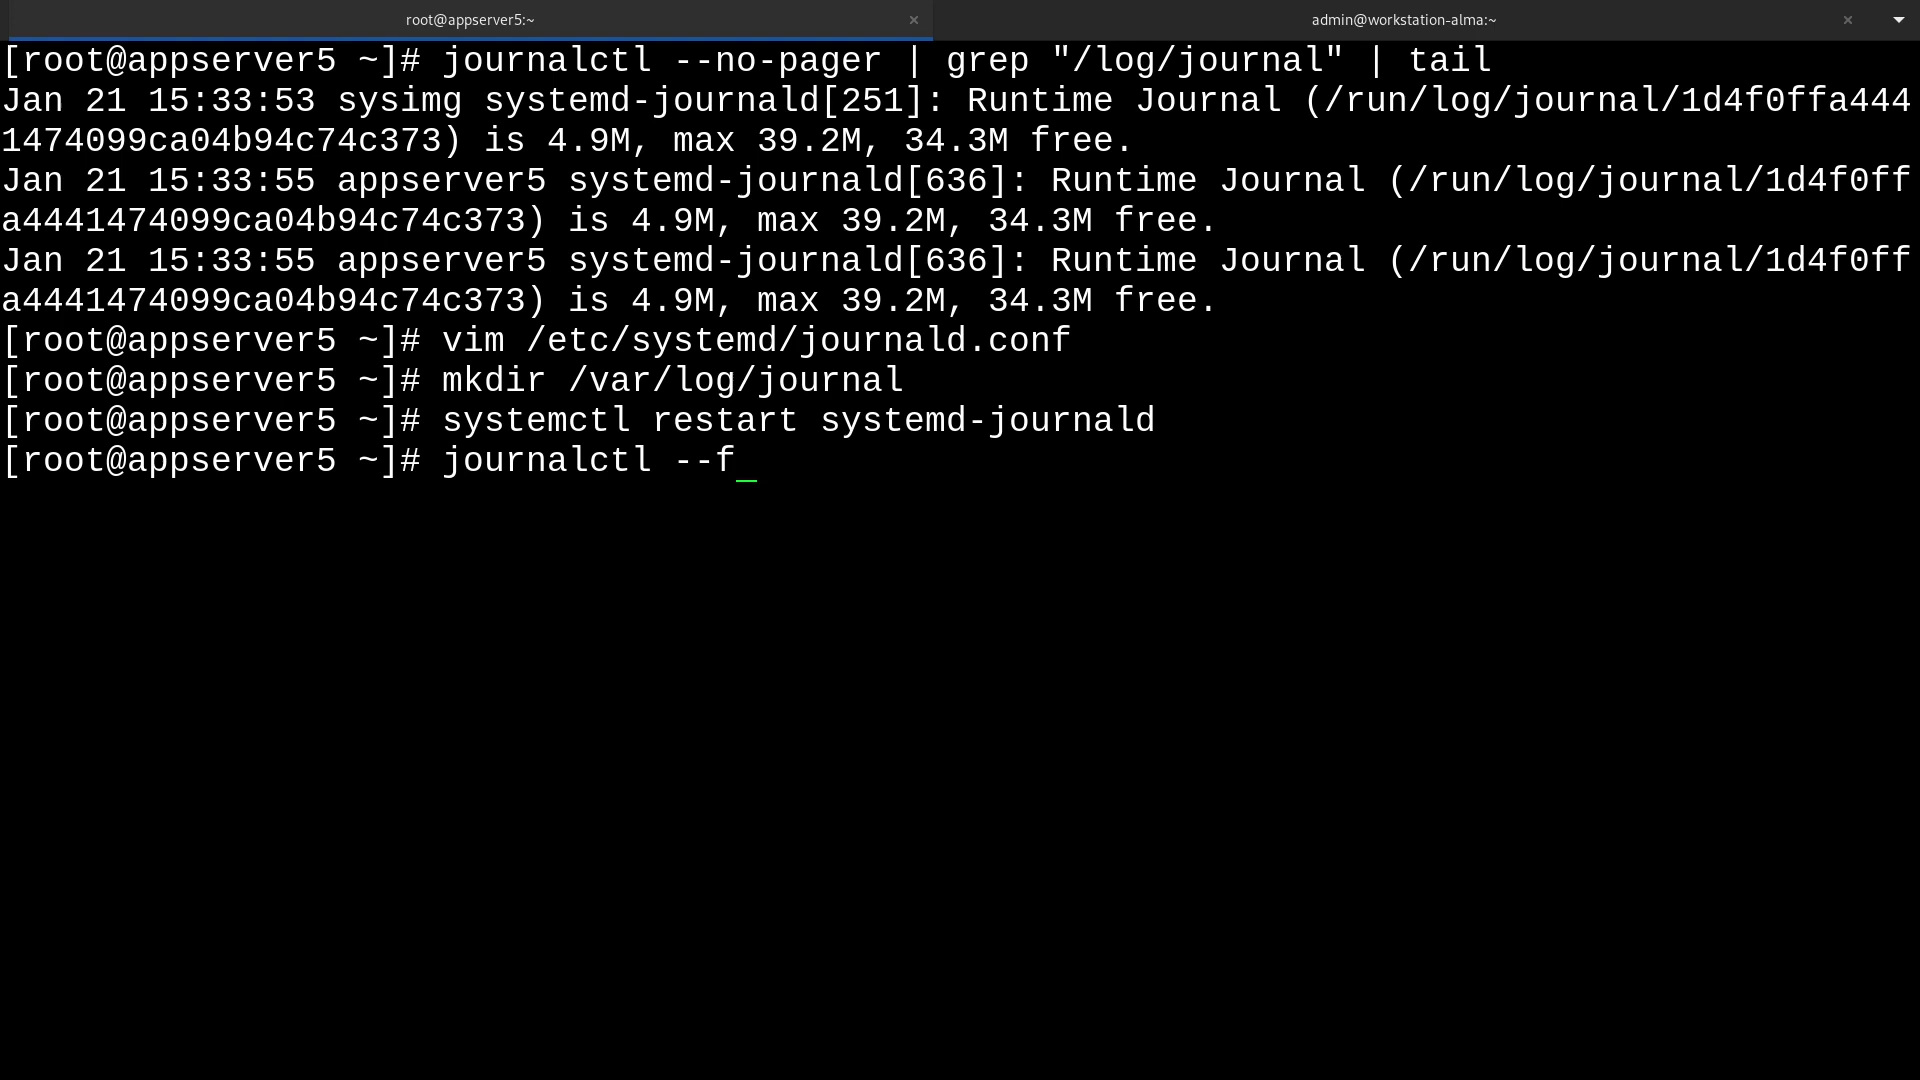 root@appserver5:~ × admin@workstation-alma:~ ×
[root@appserver5 ~]# journalctl --no-pager | grep "/log/journal" | tail
Jan 21 15:33:53 sysimg systemd-journald[251]: Runtime Journal (/run/log/journal/1d4f0ffa444
1474099ca04b94c74c373) is 4.9M, max 39.2M, 34.3M free.
Jan 21 15:33:55 appserver5 systemd-journald[636]: Runtime Journal (/run/log/journal/1d4f0ff
a4441474099ca04b94c74c373) is 4.9M, max 39.2M, 34.3M free.
Jan 21 15:33:55 appserver5 systemd-journald[636]: Runtime Journal (/run/log/journal/1d4f0ff
a4441474099ca04b94c74c373) is 4.9M, max 39.2M, 34.3M free.
[root@appserver5 ~]# vim /etc/systemd/journald.conf
[root@appserver5 ~]# mkdir /var/log/journal
[root@appserver5 ~]# systemctl restart systemd-journald
[root@appserver5 ~]# journalctl --f